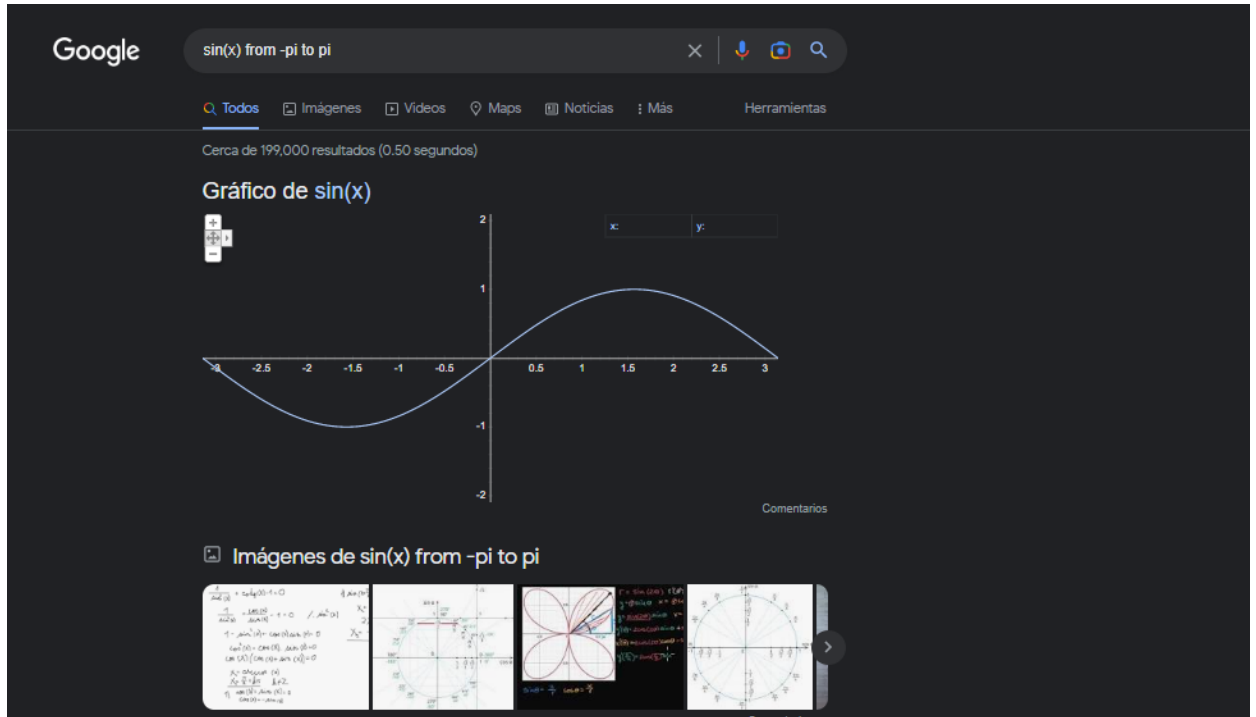 Google
sin(x) from -pi to pi
Todos Imágenes Videos Maps Noticias Más Herramientas
Cerca de 199,000 resultados (0.50 segundos)
Gráfico de sin(x)
2
x: y:
1
-3 -2.5 -2 -1.5 -1 -0.5 0.5 1 1.5 2 2.5 3
-1
-2
Comentarios
Imágenes de sin(x) from -pi to pi